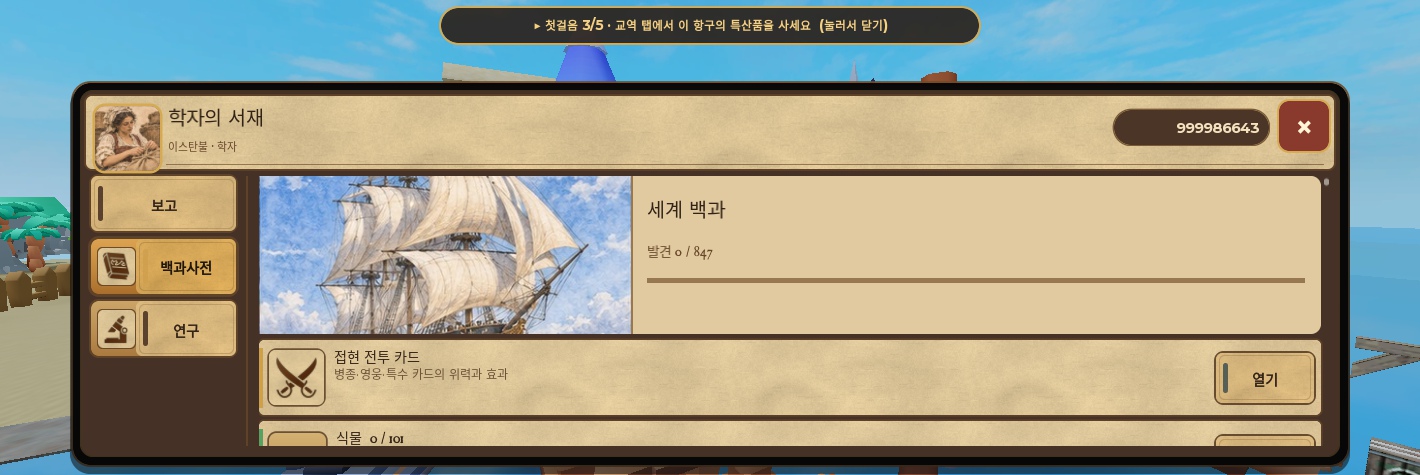 ▸ 첫걸음 3/5 · 교역 탭에서 이 항구의 특산품을 사세요 (눌러서 닫기)
학자의 서재
이스탄불 · 학자
999986643
×
보고
백과사전
연구
세계 백과
발견 0 / 847
접현 전투 카드
병종·영웅·특수 카드의 위력과 효과
열기
식물 0 / 101